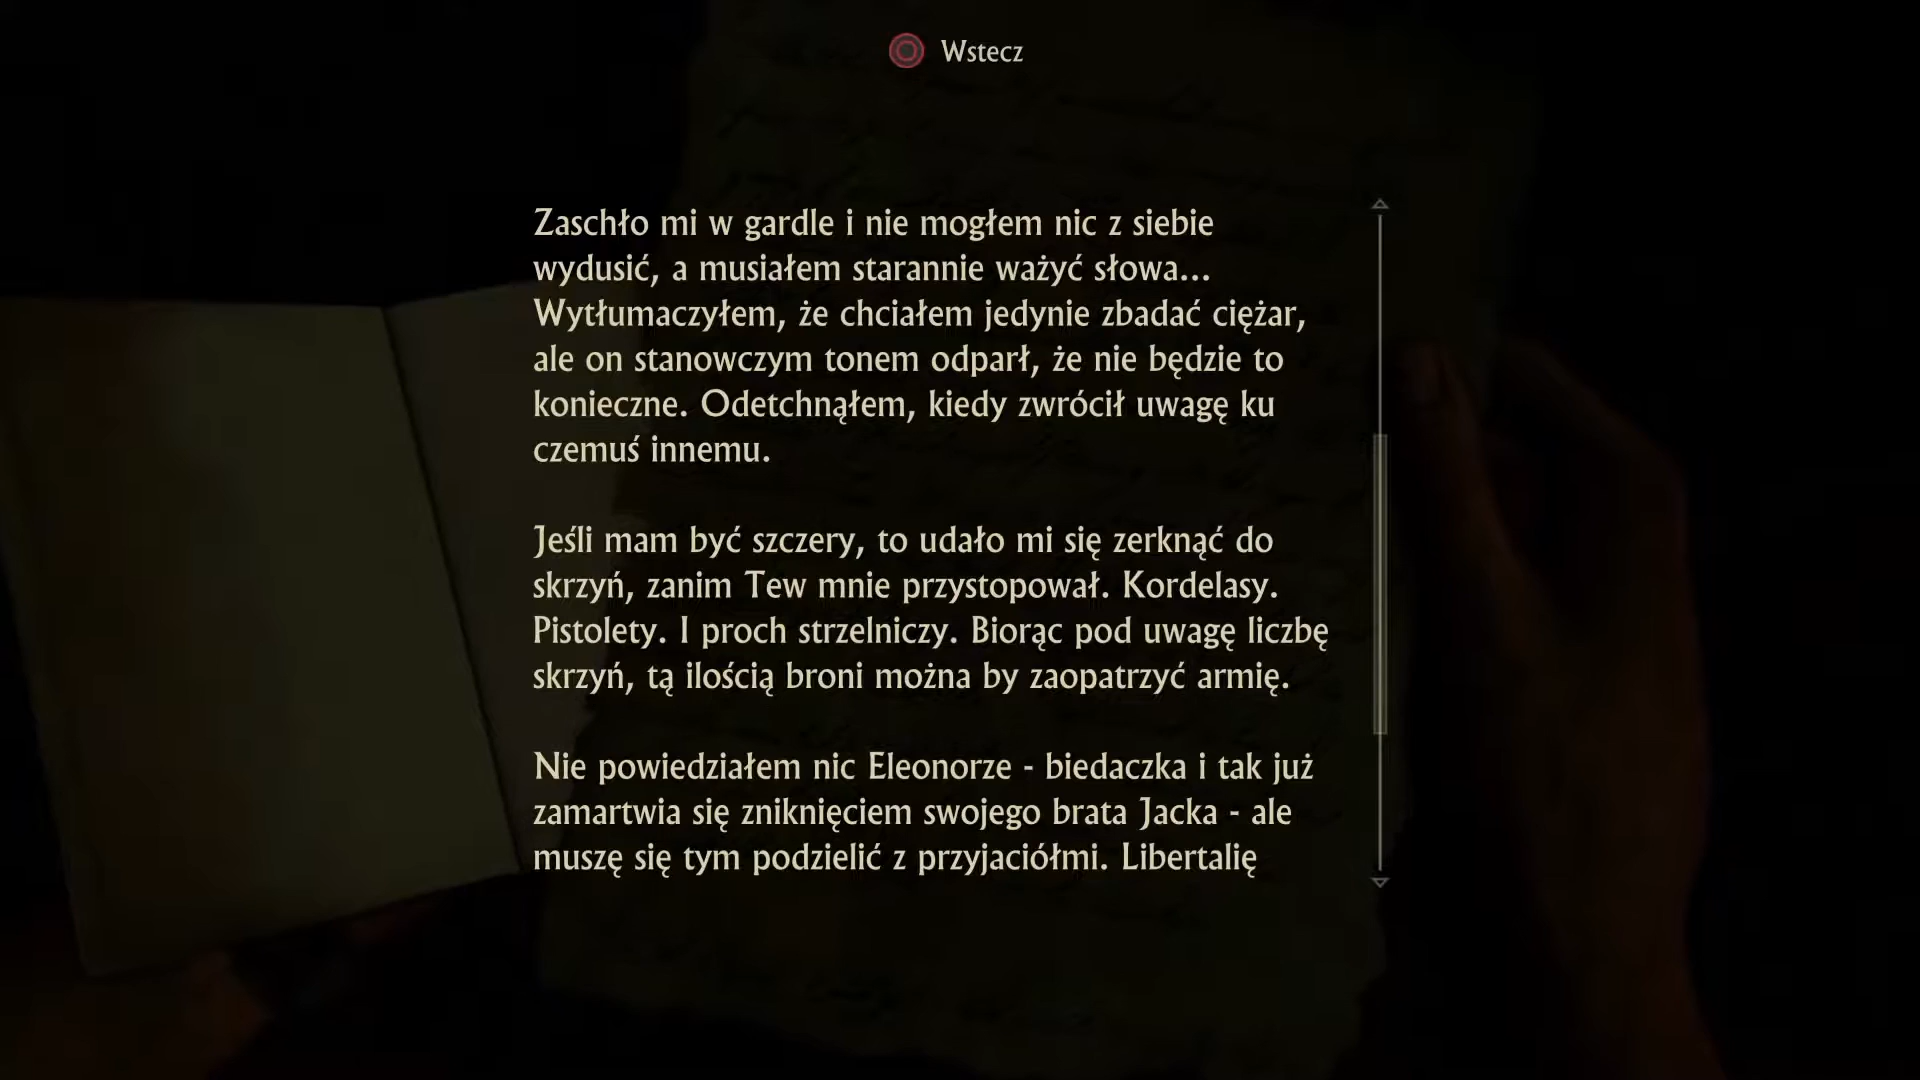 Wstecz
Zaschło mi w gardle i nie mogłem nic z siebie
wydusić, a musiałem starannie ważyć słowa...
Wytłumaczyłem, że chciałem jedynie zbadać ciężar,
ale on stanowczym tonem odparł, że nie będzie to
konieczne. Odetchnąłem, kiedy zwrócił uwagę ku
czemuś innemu.
Jeśli mam być szczery, to udało mi się zerknąć do
skrzyń, zanim Tew mnie przystopował. Kordelasy.
Pistolety. I proch strzelniczy. Biorąc pod uwagę liczbę
skrzyń, tą ilością broni można by zaopatrzyć armię.
Nie powiedziałem nic Eleonorze - biedaczka i tak już
zamartwia się zniknięciem swojego brata Jacka - ale
muszę się tym podzielić z przyjaciółmi. Libertalię